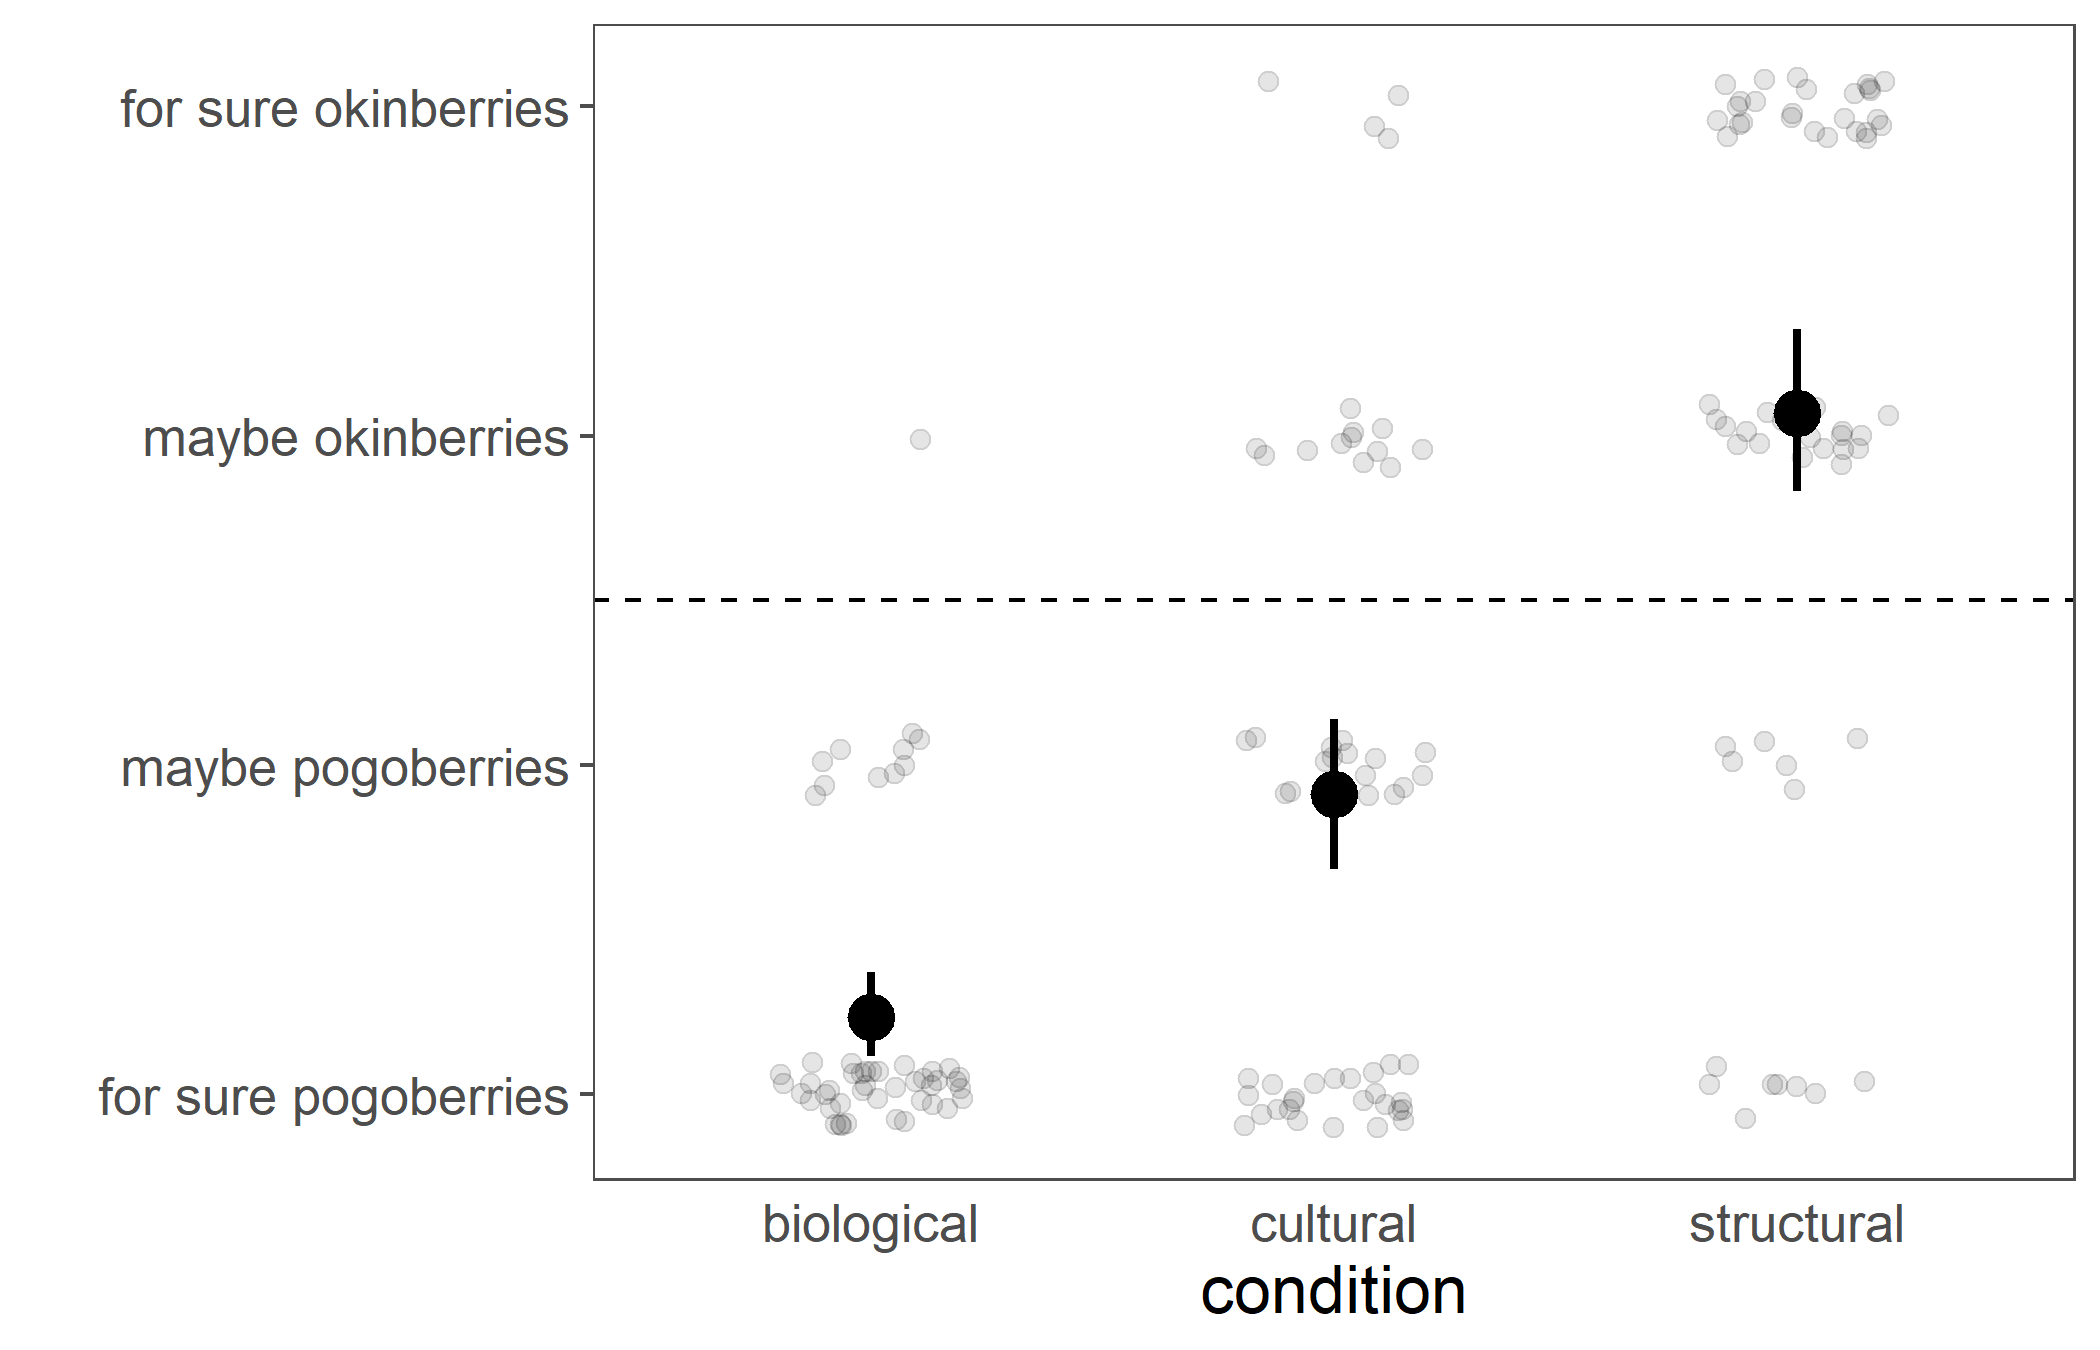 for sure okinberries
maybe okinberries
maybe pogoberries
for sure pogoberries
biological cultural structural
condition